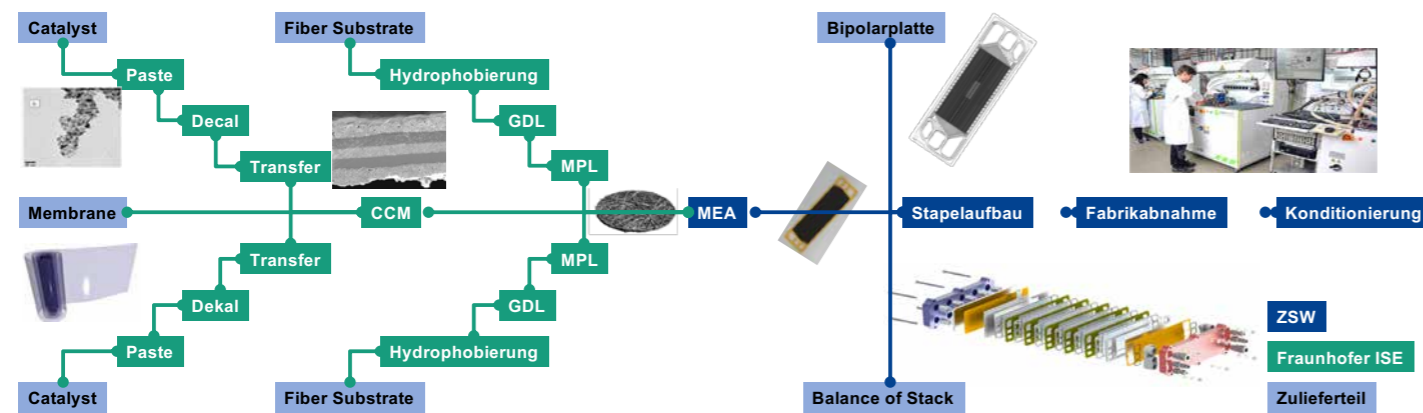 Catalyst
Fiber Substrate
Bipolarplatte
Paste
Hydrophobierung
Decal
GDL
Transfer
MPL
Membrane
CCM
MEA
Stapelaufbau
Fabrikabnahme
Konditionierung
Transfer
MPL
Dekal
GDL
Paste
Hydrophobierung
Catalyst
Fiber Substrate
Balance of Stack
ZSW
Fraunhofer ISE
Zulieferteil